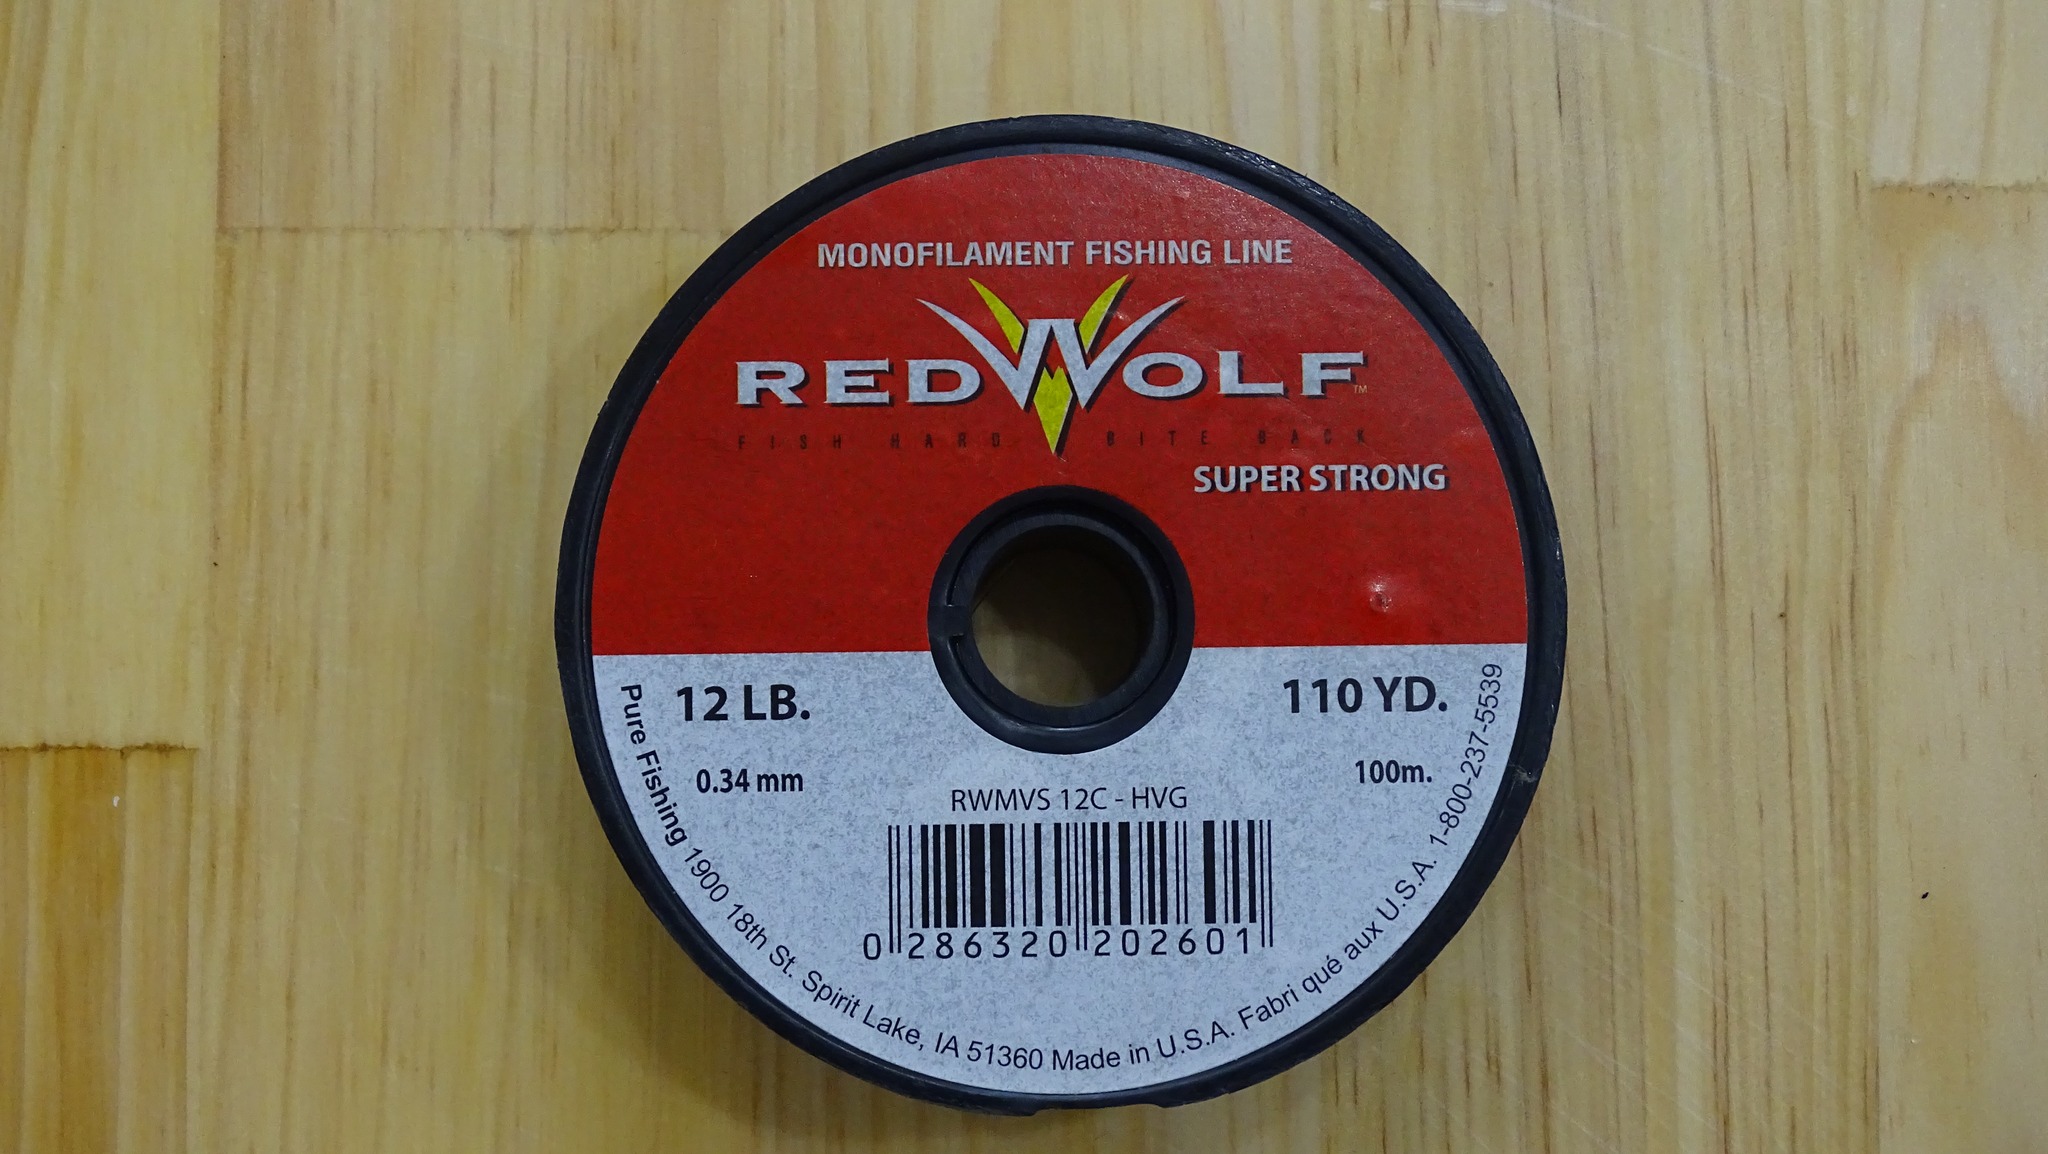 MONOFILAMENT FISHING LINE
REDWOLF™
FISH HARD BITE BACK
SUPER STRONG
12 LB.
110 YD.
0.34 mm
100m.
RWMVS 12C - HVG
0 286320 202601
Pure Fishing 1900 18th St. Spirit Lake, IA 51360 Made in U.S.A. Fabri qué aux U.S.A. 1-800-237-5539